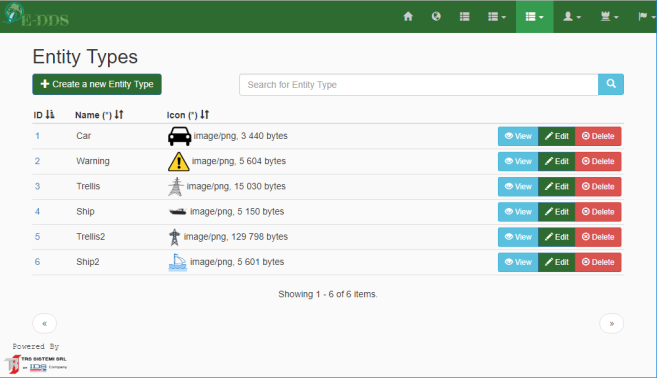 E-DDS
Entity Types
Create a new Entity Type
Search for Entity Type
ID Name (*) Icon (*)
1 Car image/png, 3 440 bytes View Edit Delete
2 Warning image/png, 5 604 bytes View Edit Delete
3 Trellis image/png, 15 030 bytes View Edit Delete
4 Ship image/png, 5 150 bytes View Edit Delete
5 Trellis2 image/png, 129 798 bytes View Edit Delete
6 Ship2 image/png, 5 601 bytes View Edit Delete
Showing 1 - 6 of 6 items.
« »
Powered By
TRS SISTEMI SRL
an IDS Company